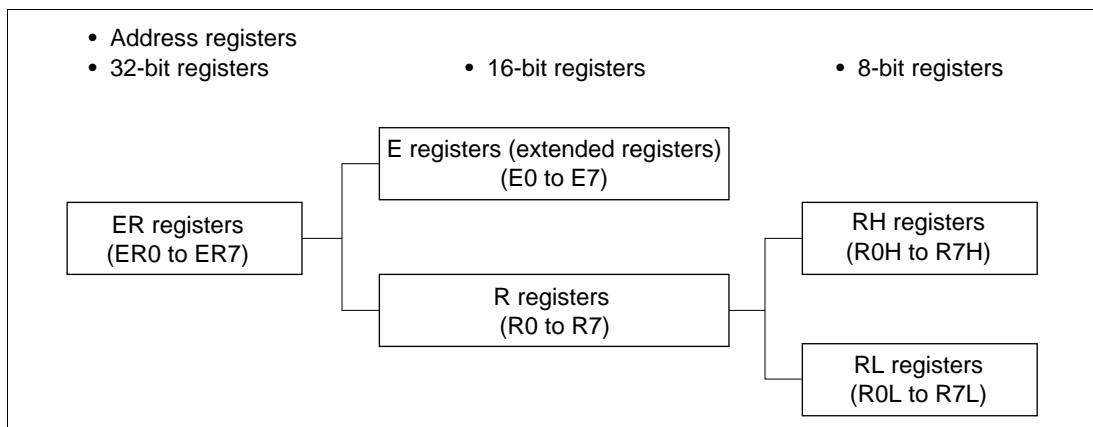 • Address registers
• 32-bit registers
• 16-bit registers
• 8-bit registers
E registers (extended registers)
(E0 to E7)
ER registers
(ER0 to ER7)
RH registers
(R0H to R7H)
R registers
(R0 to R7)
RL registers
(R0L to R7L)